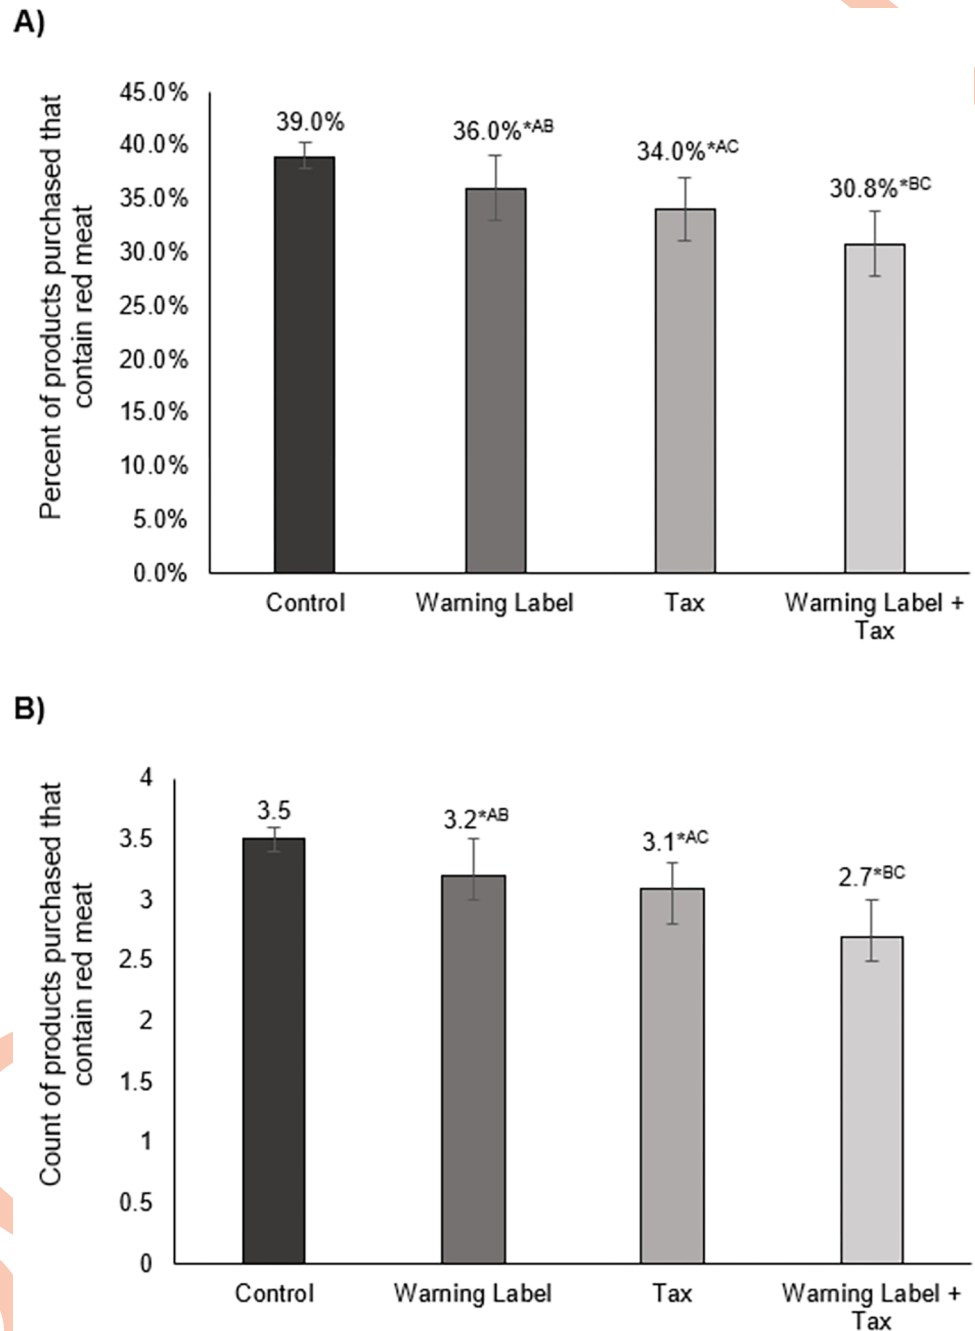 A)
Percent of products purchased that
contain red meat
45.0%
40.0%
35.0%
30.0%
25.0%
20.0%
15.0%
10.0%
5.0%
0.0%
39.0%
36.0%*AB
34.0%*AC
30.8%*BC
Control
Warning Label
Tax
Warning Label +
Tax
B)
Count of products purchased that
contain red meat
4
3.5
3
2.5
2
1.5
1
0.5
0
3.5
3.2*AB
3.1*AC
2.7*BC
Control
Warning Label
Tax
Warning Label +
Tax